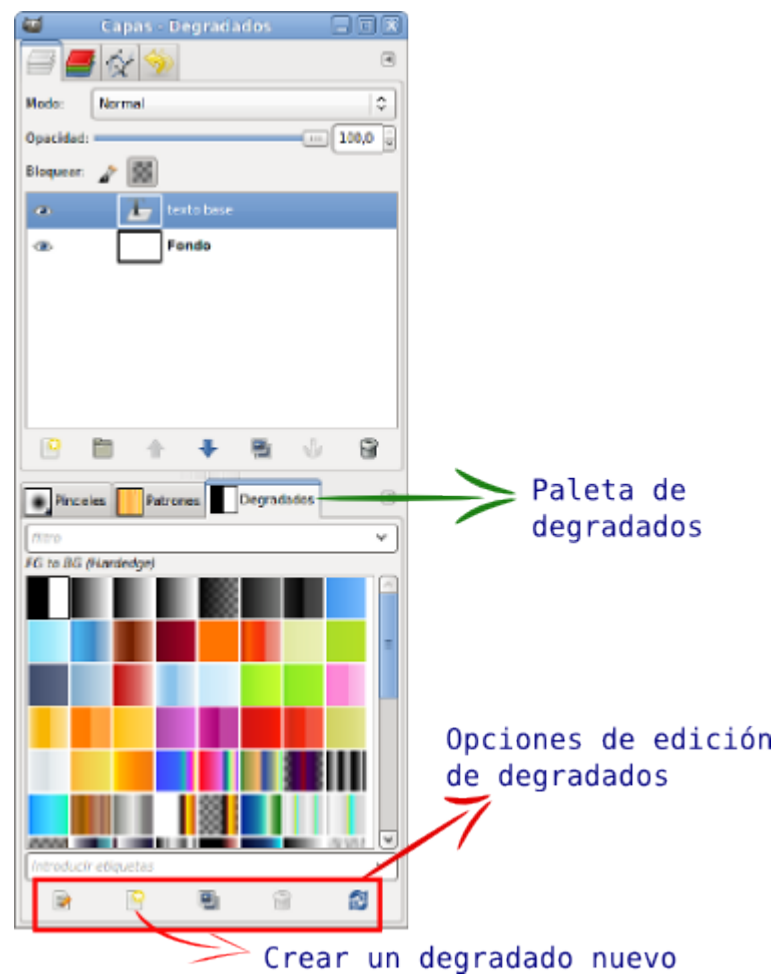 Capas - Degradados
Modo: Normal
Opacidad: 100,0
Bloquear:
texto base
Fondo
Pinceles Patrones Degradados
filtro
FG to BG (Hardedge)
Introducir etiquetas
Paleta de
degradados
Opciones de edición
de degradados
Crear un degradado nuevo